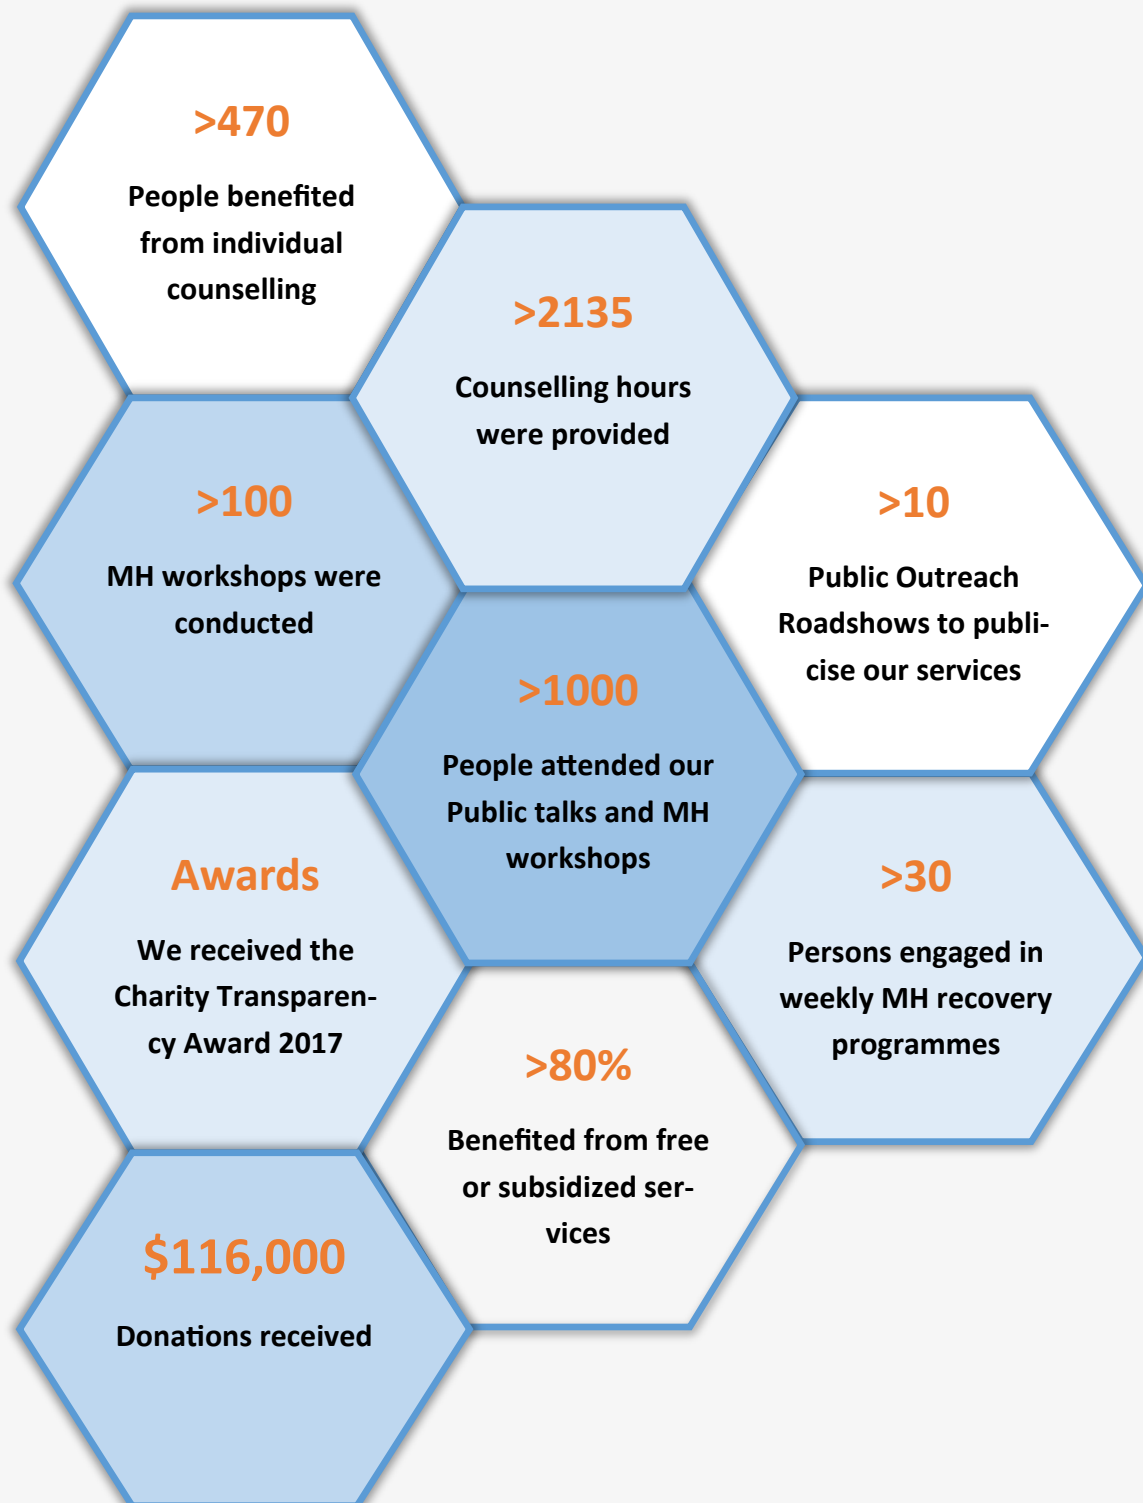 >470
People benefited
from individual
counselling
>2135
Counselling hours
were provided
>100
MH workshops were
conducted
>10
Public Outreach
Roadshows to publi-
cise our services
>1000
People attended our
Public talks and MH
workshops
Awards
We received the
Charity Transparen-
cy Award 2017
>30
Persons engaged in
weekly MH recovery
programmes
>80%
Benefited from free
or subsidized ser-
vices
$116,000
Donations received